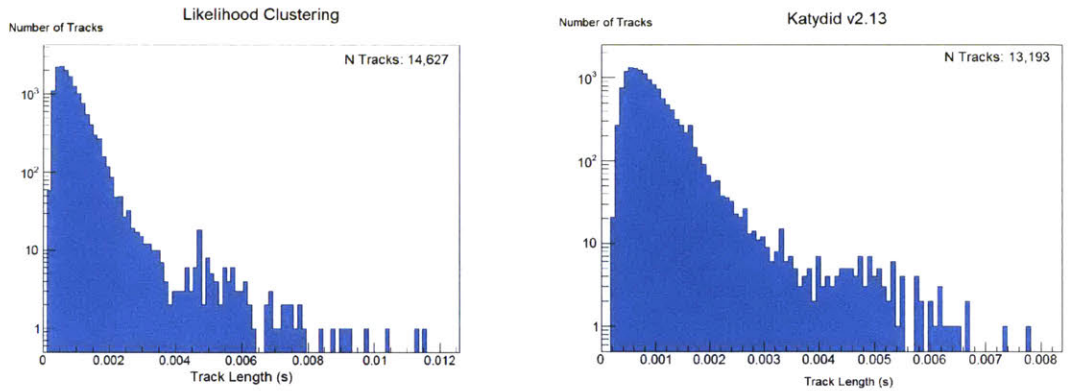 Likelihood Clustering
Number of Tracks
N Tracks: 14,627
10³
10²
10
1
0 0.002 0.004 0.006 0.008 0.01 0.012
Track Length (s)
Katydid v2.13
Number of Tracks
N Tracks: 13,193
10³
10²
10
1
0 0.001 0.002 0.003 0.004 0.005 0.006 0.007 0.008
Track Length (s)